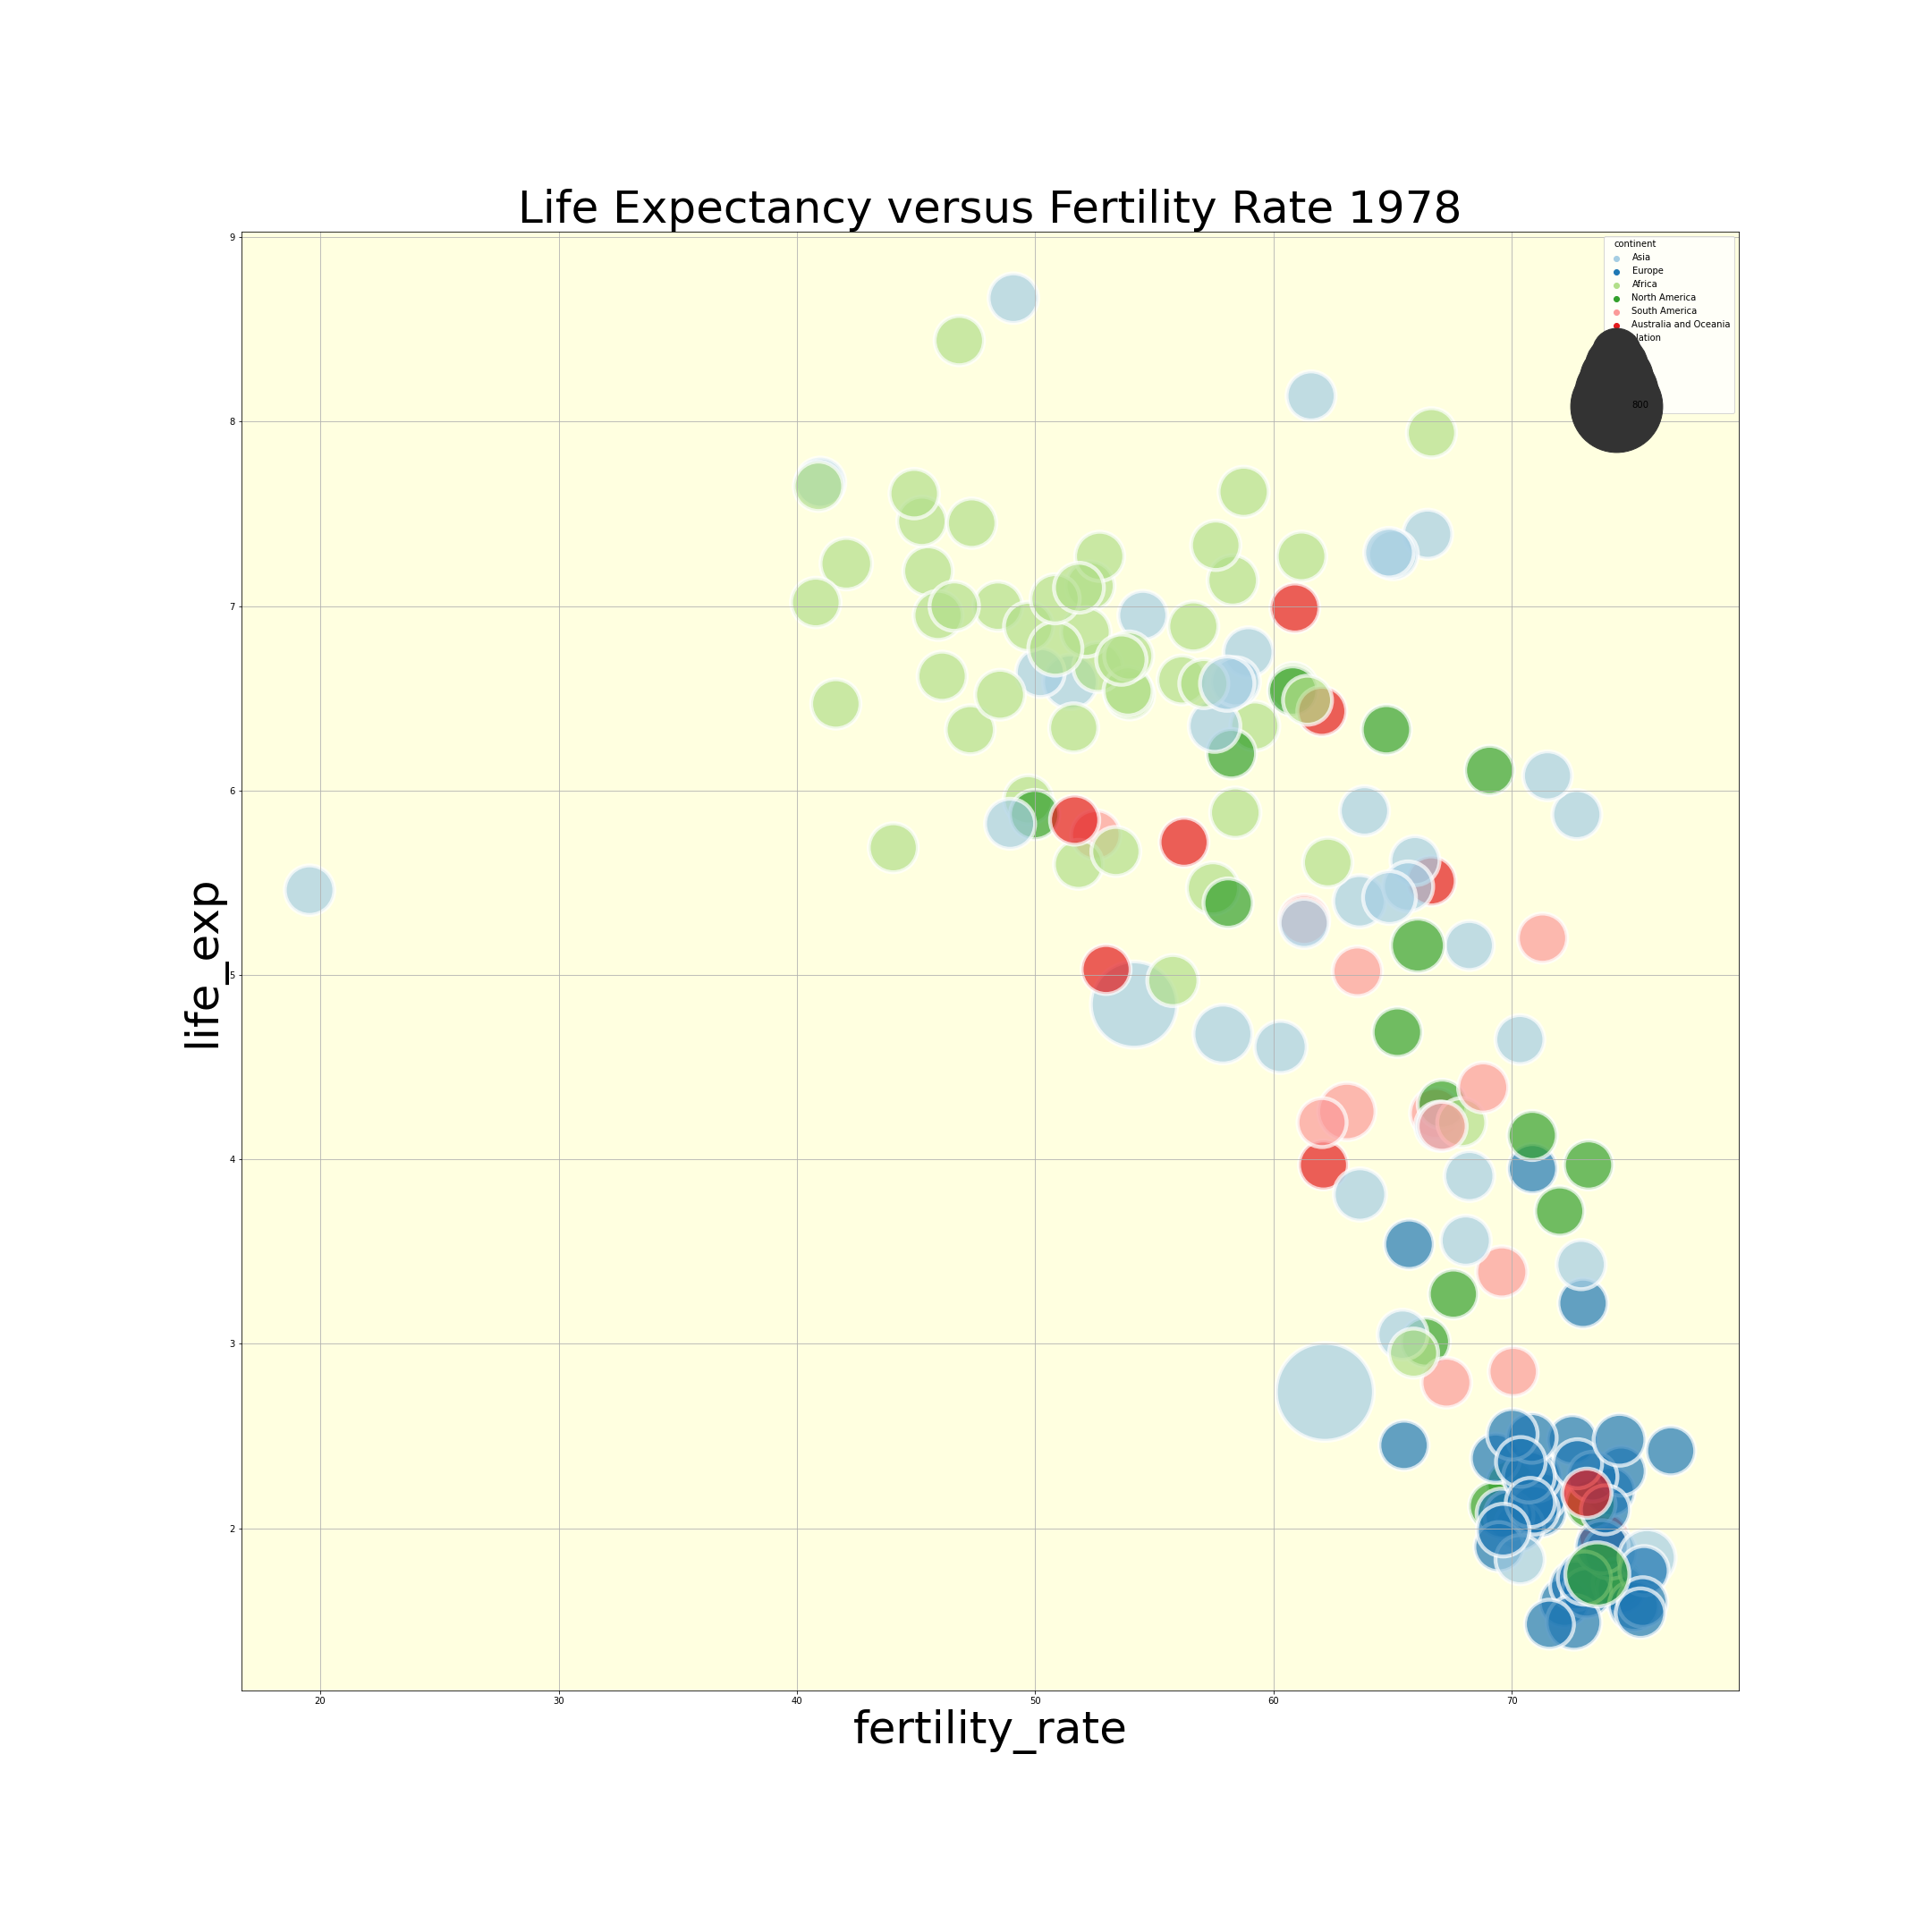 Life Expectancy versus Fertility Rate 1978
continent
Asia
Europe
Africa
North America
South America
Australia and Oceania
800
9
8
7
6
5
4
3
2
life_exp
20
30
40
50
60
70
fertility_rate